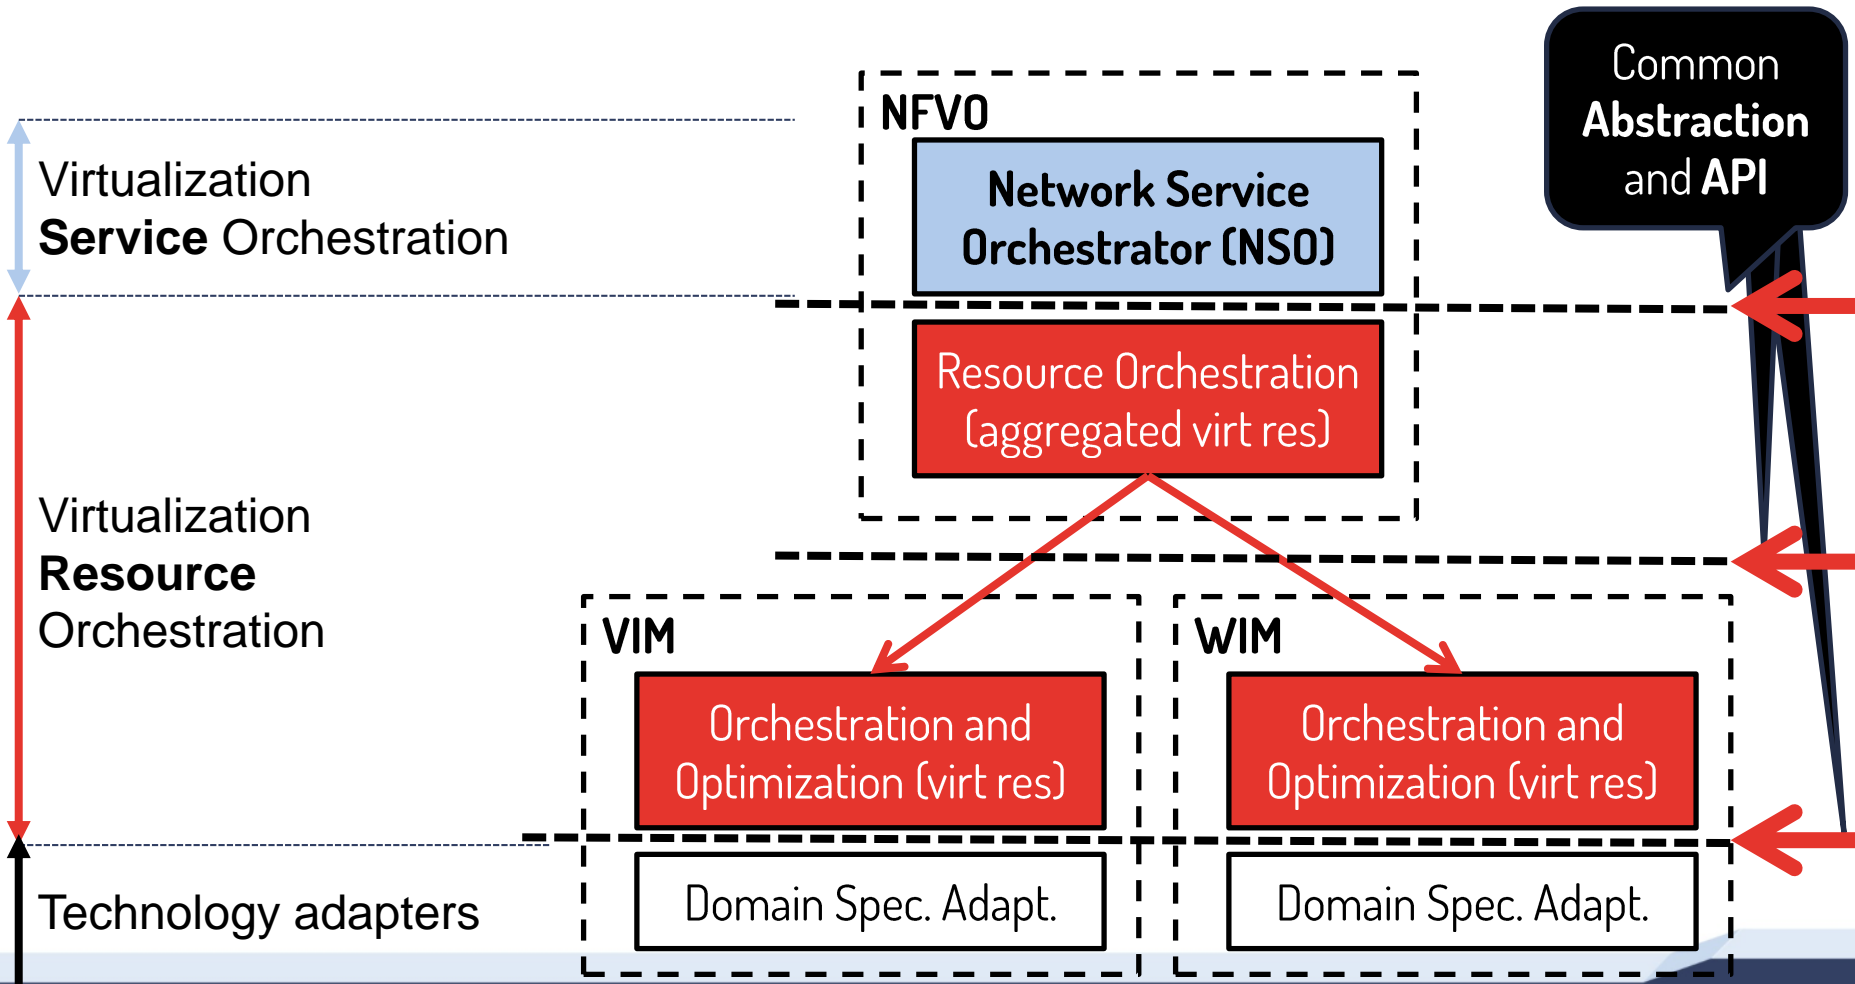 Common
Abstraction
and API
NFVO
Network Service
Orchestrator (NSO)
Virtualization
Service Orchestration
Resource Orchestration
(aggregated virt res)
Virtualization
Resource
Orchestration
VIM
WIM
Orchestration and
Optimization (virt res)
Orchestration and
Optimization (virt res)
Technology adapters
Domain Spec. Adapt.
Domain Spec. Adapt.